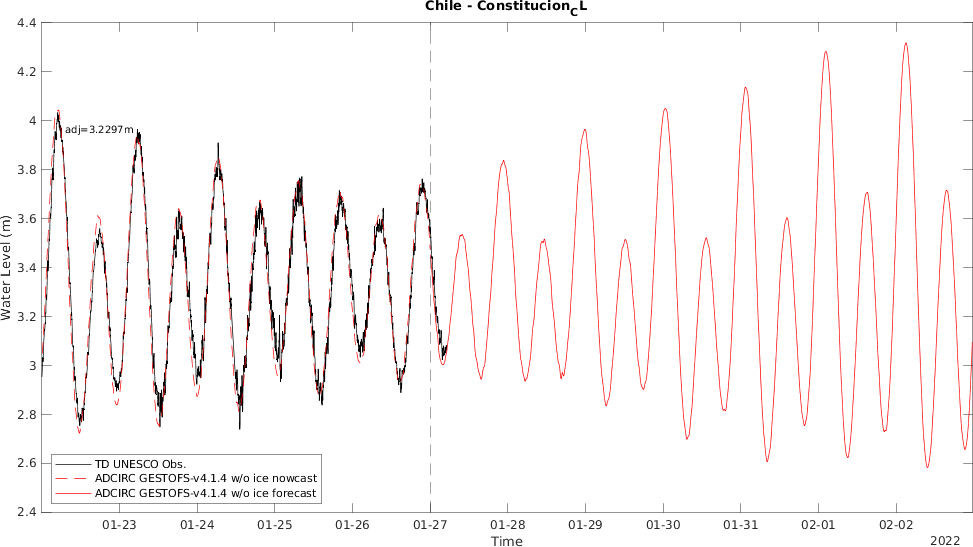 Chile - Constitucion_CL
4.4
4.2
4
3.8
3.6
3.4
3.2
3
2.8
2.6
2.4
Water Level (m)
adj=3.2297m
TD UNESCO Obs.
ADCIRC GESTOFS-v4.1.4 w/o ice nowcast
ADCIRC GESTOFS-v4.1.4 w/o ice forecast
01-23 01-24 01-25 01-26 01-27 01-28 01-29 01-30 01-31 02-01 02-02
Time
2022